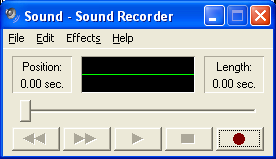 Sound - Sound Recorder
File Edit Effects Help
Position: Length:
0.00 sec. 0.00 sec.